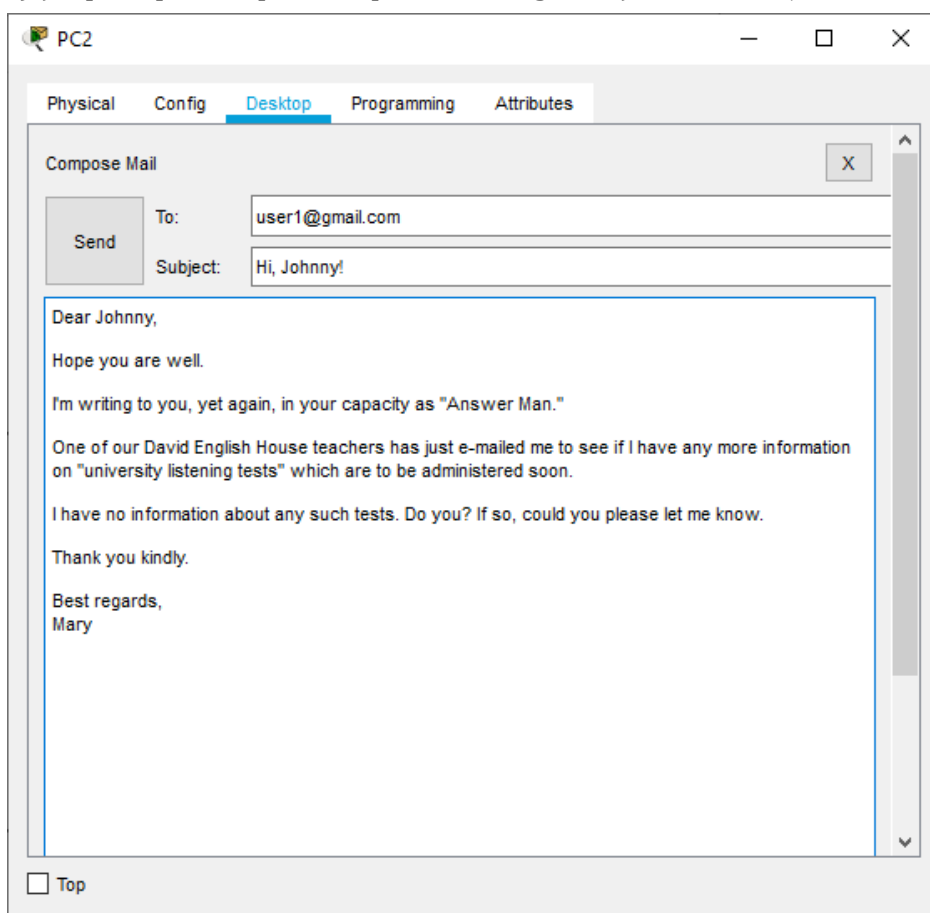 PC2
Physical Config Desktop Programming Attributes
Compose Mail X
Send
To: user1@gmail.com
Subject: Hi, Johnny!
Dear Johnny,
Hope you are well.
I'm writing to you, yet again, in your capacity as "Answer Man."
One of our David English House teachers has just e-mailed me to see if I have any more information
on "university listening tests" which are to be administered soon.
I have no information about any such tests. Do you? If so, could you please let me know.
Thank you kindly.
Best regards,
Mary
Top